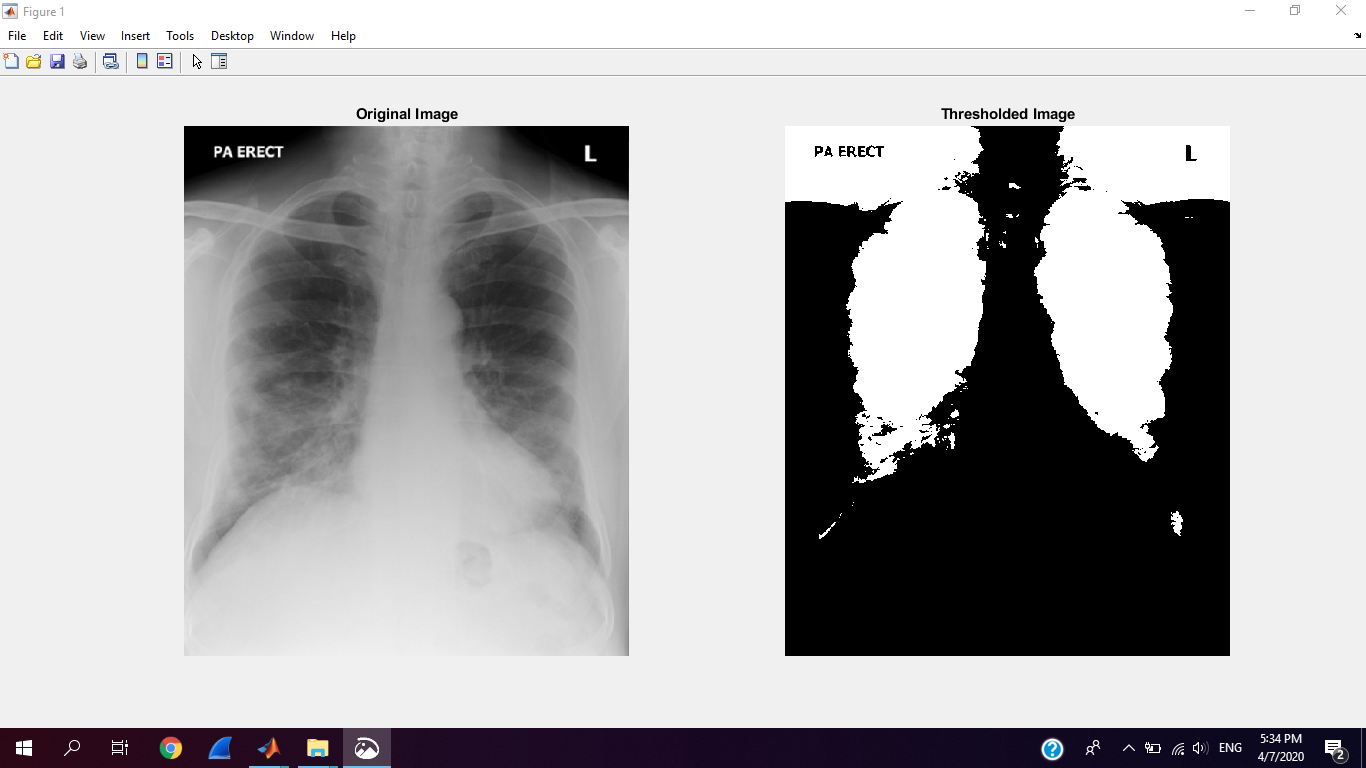 Figure 1
File Edit View Insert Tools Desktop Window Help
Original Image
Thresholded Image
PA ERECT
L
PA ERECT
L
ENG
5:34 PM
4/7/2020
2